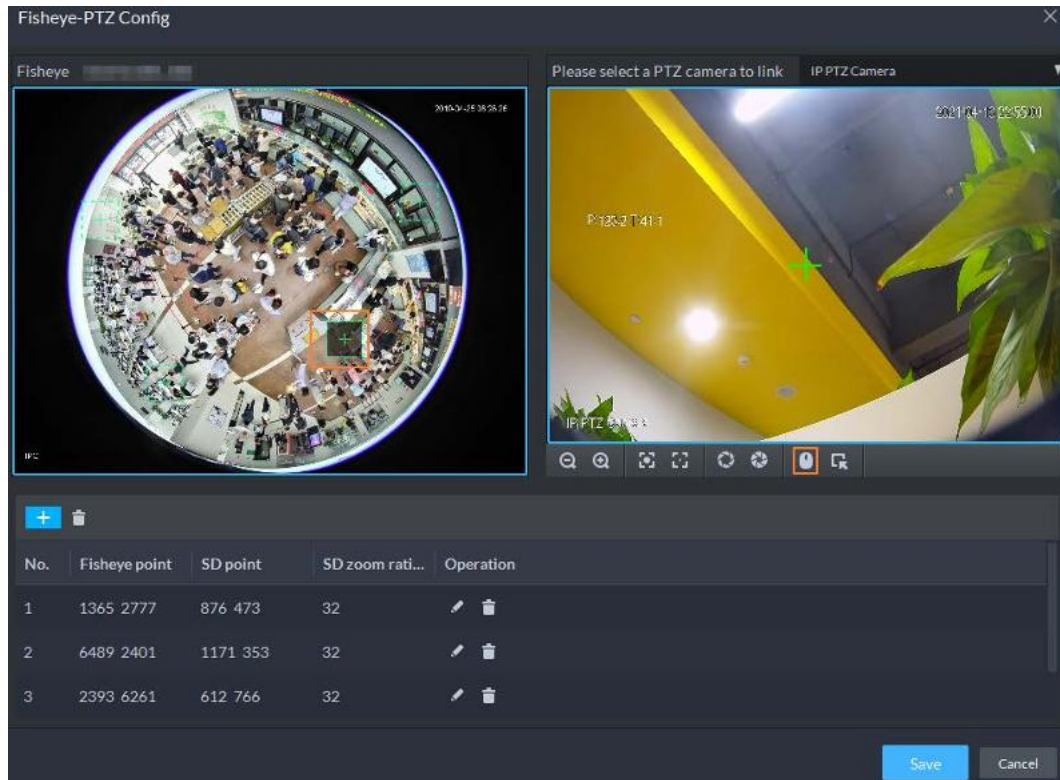 Fisheye-PTZ Config
Fisheye
Please select a PTZ camera to link IP PTZ Camera
IPC
No. Fisheye point SD point SD zoom rati... Operation
1 1365 2777 876 473 32
2 6489 2401 1171 353 32
3 2393 6261 612 766 32
Save Cancel